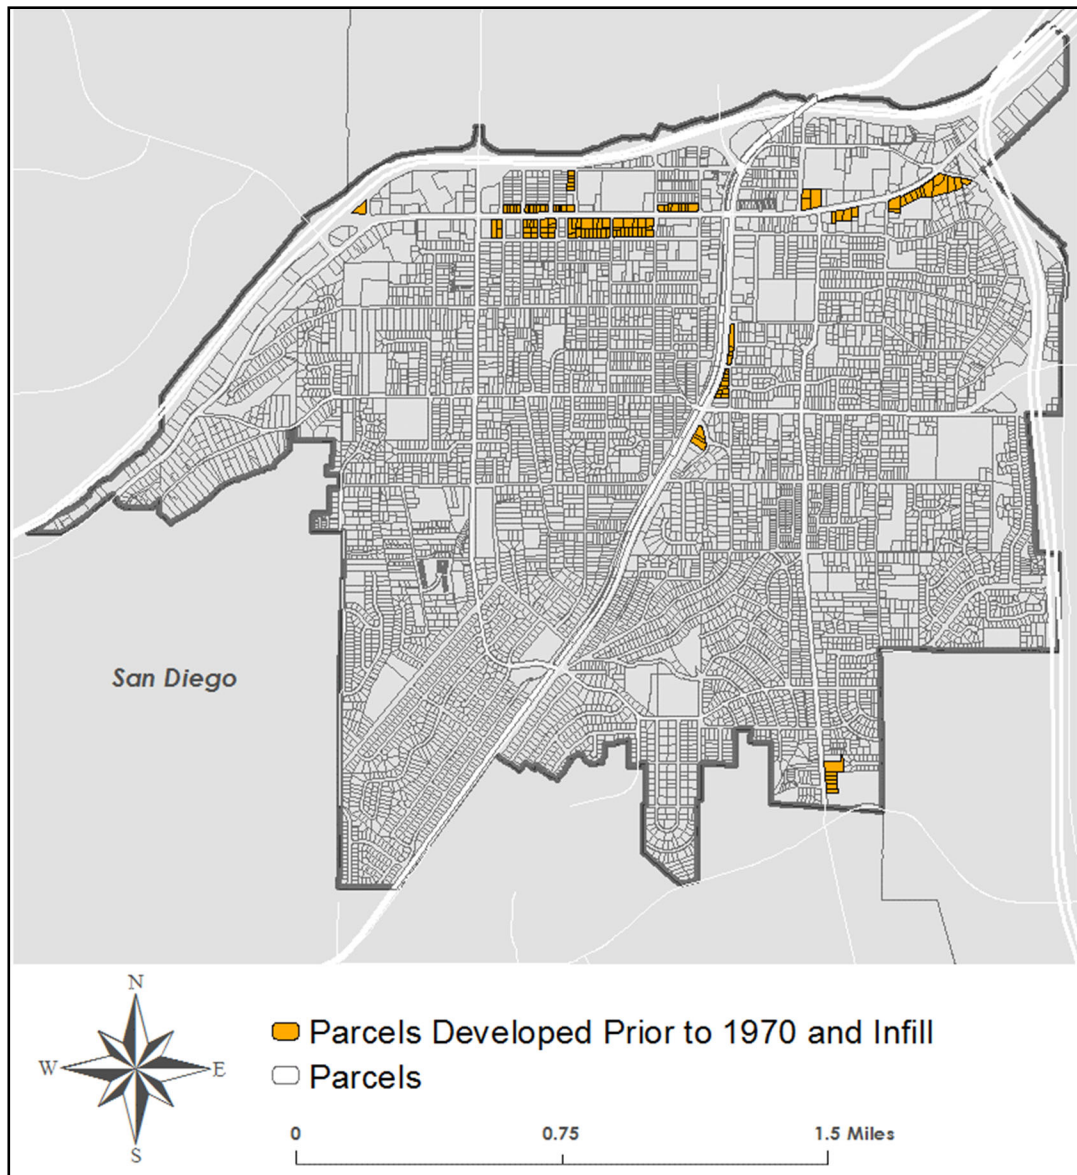 San Diego
N
W E
S
Parcels Developed Prior to 1970 and Infill
Parcels
0 0.75 1.5 Miles